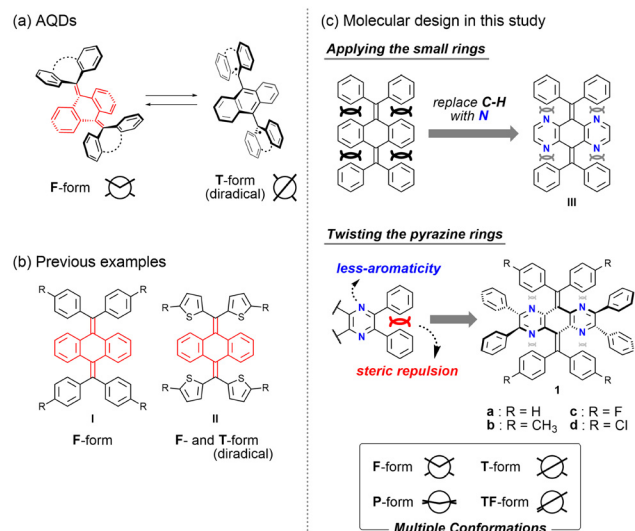 (a) AQDs
F-form
T-form
(diradical)
(b) Previous examples
R
R
R
R
I
F-form
R
S
S
R
R
S
S
R
II
F- and T-form
(diradical)
(c) Molecular design in this study
Applying the small rings
replace C-H
with N
N
N
N
N
III
Twisting the pyrazine rings
less-aromaticity
N
N
steric repulsion
R
R
N
N
N
N
R
R
1
a : R = H
c : R = F
b : R = CH3
d : R = Cl
F-form
T-form
P-form
TF-form
Multiple Conformations